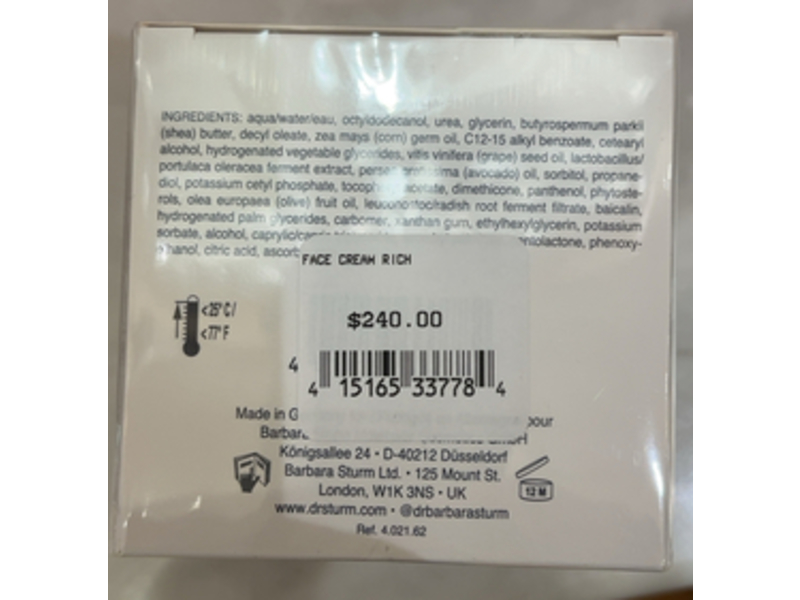 INGREDIENTS: aqua/water/eau, octyldodecanol, urea, glycerin, butyrospermum parkii
(shea) butter, decyl oleate, zea mays (corn) germ oil, C12-15 alkyl benzoate, cetearyl
alcohol, hydrogenated vegetable glycerides, vitis vinifera (grape) seed oil, lactobacillus/
portulaca oleracea ferment extract, (avocado) oil, sorbitol, propane-
diol, potassium cetyl phosphate, dimethicone, panthenol, phytoste-
rols, olea europaea (olive) fruit oil, leuconostoc/radish root ferment filtrate, baicalin,
hydrogenated palm glycerides, carbomer, xanthan gum, ethylhexylglycerin, potassium
sorbate, alcohol, phenoxy-
citric acid,
FACE CREAM RICH
<25°C/
<77°F
$240.00
4
4 15165 33778 4
Made in pour
GmbH
Königsallee 24 • D-40212 Düsseldorf
Barbara Sturm Ltd. • 125 Mount St.
London, W1K 3NS • UK
12 M
www.drsturm.com • @drbarbarasturm
Ref. 4.021.62